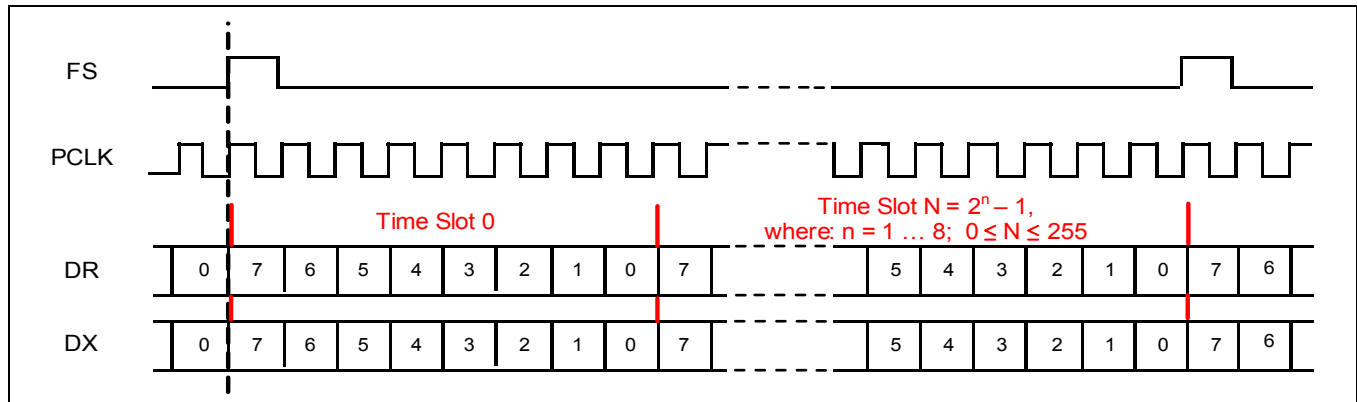 FS
PCLK
Time Slot 0
Time Slot N = 2ⁿ – 1,
where: n = 1 … 8; 0 ≤ N ≤ 255
DR 0 7 6 5 4 3 2 1 0 7 5 4 3 2 1 0 7 6
DX 0 7 6 5 4 3 2 1 0 7 5 4 3 2 1 0 7 6